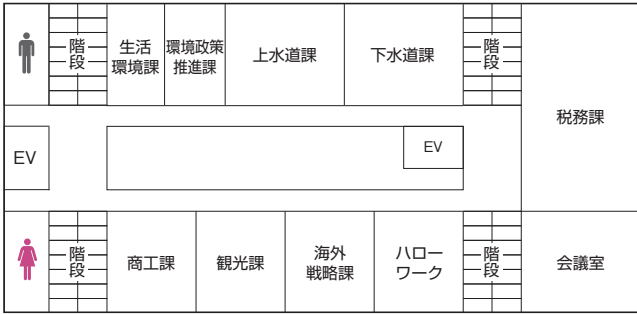 階段
生活
環境課
環境政策
推進課
上水道課
下水道課
階段
税務課
EV
EV
階段
商工課
観光課
海外
戦略課
ハロー
ワーク
階段
会議室